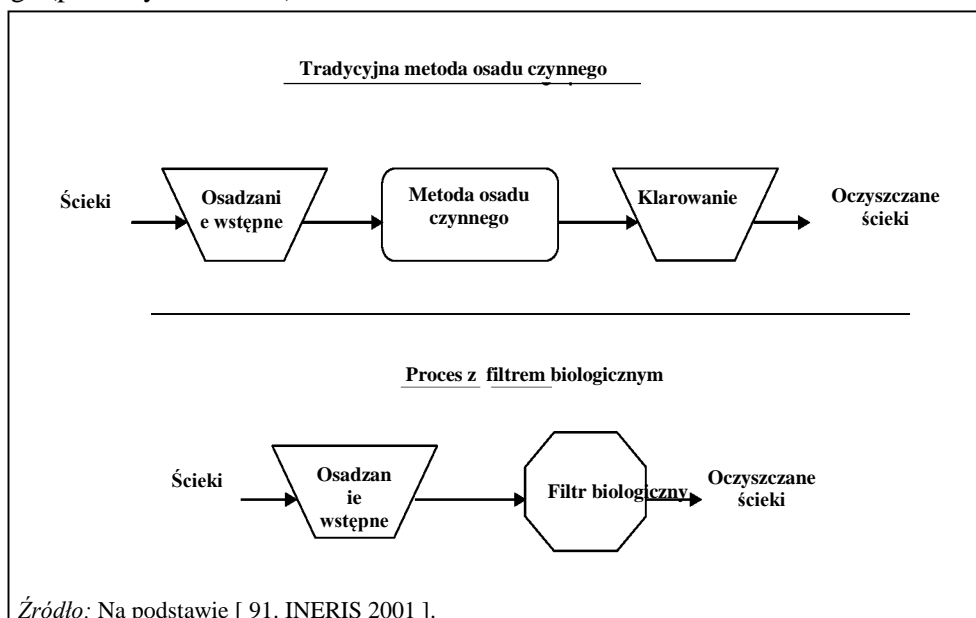 Tradycyjna metoda osadu czynnego
Ścieki
Osadzani
e wstępne
Metoda osadu
czynnego
Klarowanie
Oczyszczane
ścieki
Proces z filtrem biologicznym
Ścieki
Osadzan
ie
wstępne
Filtr biologiczny
Oczyszczane
ścieki
Źródło: Na podstawie [ 91. INERIS 2001 ].